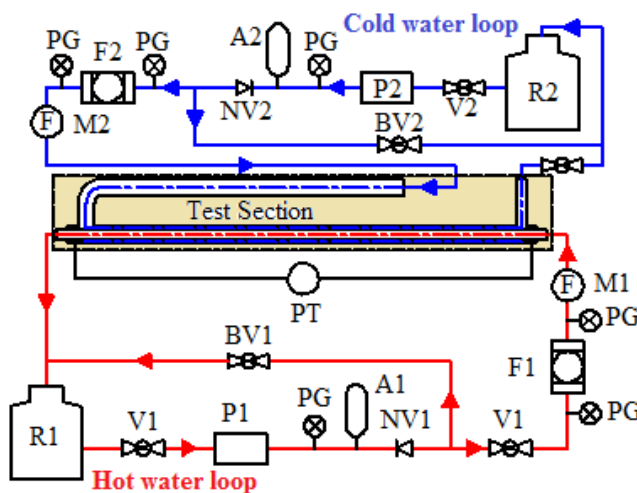 PG
F2
PG
A2
PG
Cold water loop
P2
V2
R2
NV2
BV2
F
M2
Test Section
PT
F
M1
PG
F1
PG
BV1
A1
PG
NV1
V1
P1
V1
R1
Hot water loop